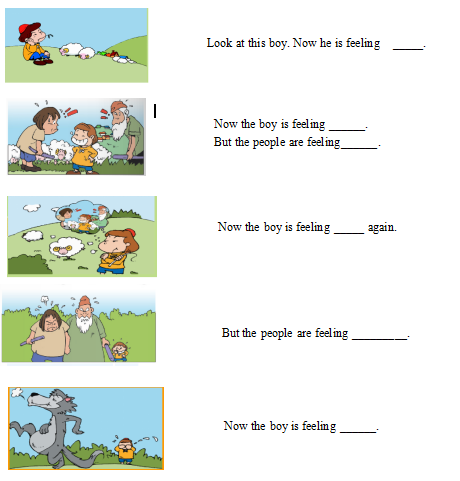 Look at this boy. Now he is feeling _____.
Now the boy is feeling ______.
But the people are feeling______.
Now the boy is feeling _____ again.
But the people are feeling _________.
Now the boy is feeling ______.